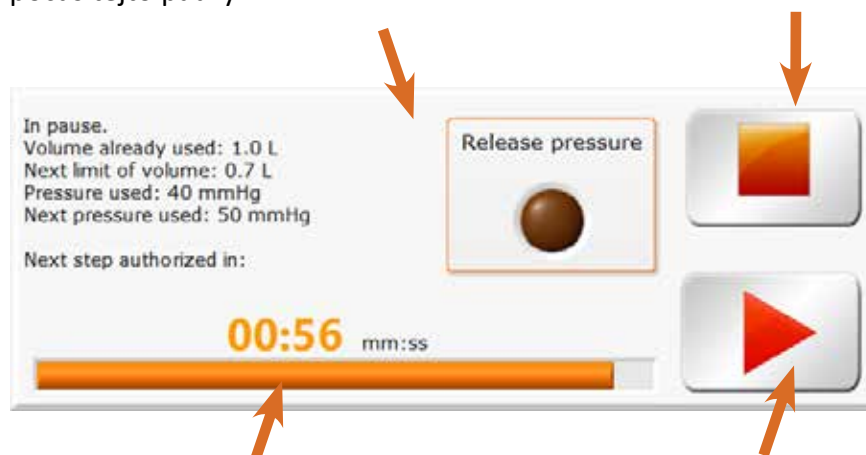 In pause.
Volume already used: 1.0 L
Next limit of volume: 0.7 L
Pressure used: 40 mmHg
Next pressure used: 50 mmHg
Next step authorized in:
Release pressure
00:56 mm:ss